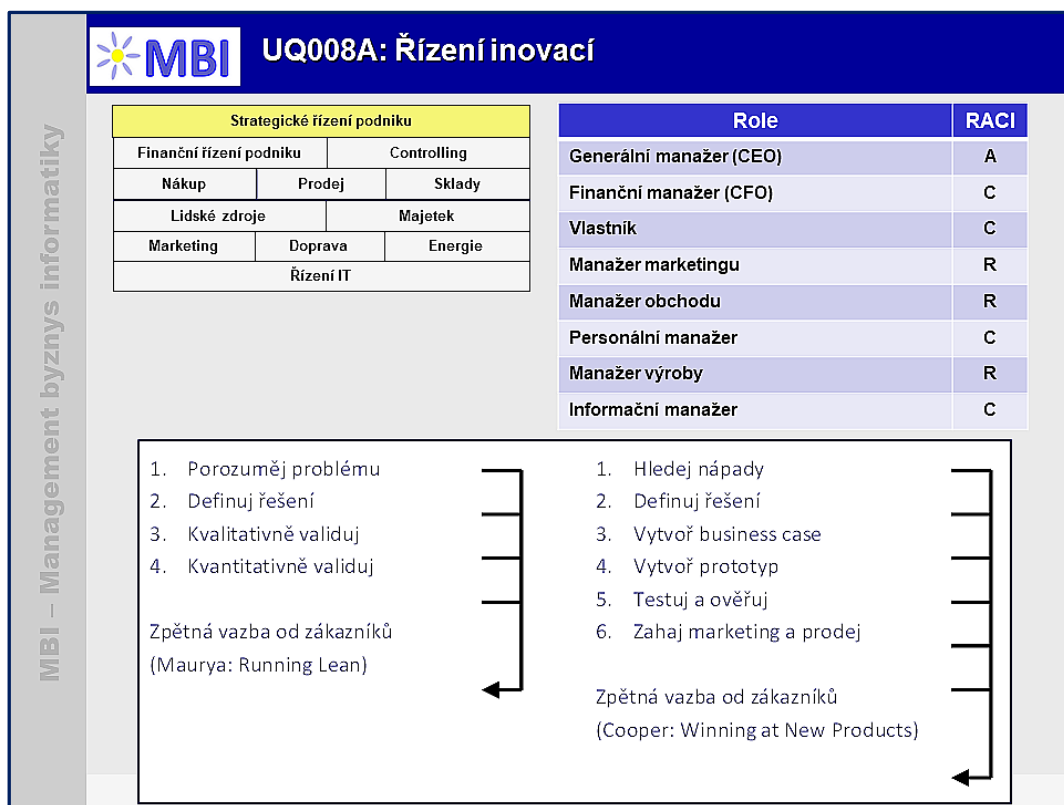 MBI
UQ008A: Řízení inovací
MBI – Management byznys informatiky
Strategické řízení podniku
Finanční řízení podniku Controlling
Nákup Prodej Sklady
Lidské zdroje Majetek
Marketing Doprava Energie
Řízení IT
Role RACI
Generální manažer (CEO) A
Finanční manažer (CFO) C
Vlastník C
Manažer marketingu R
Manažer obchodu R
Personální manažer C
Manažer výroby R
Informační manažer C
1. Porozuměj problému
2. Definuj řešení
3. Kvalitativně validuj
4. Kvantitativně validuj
Zpětná vazba od zákazníků
(Maurya: Running Lean)
1. Hledej nápady
2. Definuj řešení
3. Vytvoř business case
4. Vytvoř prototyp
5. Testuj a ověřuj
6. Zahaj marketing a prodej
Zpětná vazba od zákazníků
(Cooper: Winning at New Products)